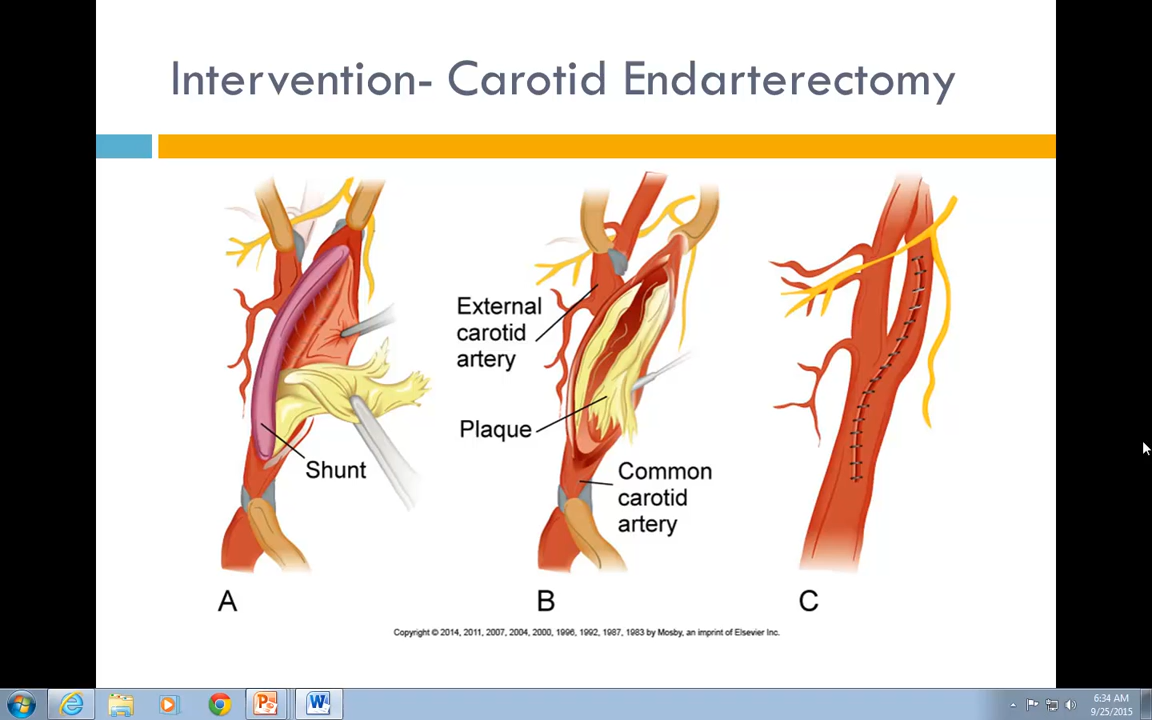 Intervention- Carotid Endarterectomy
External
carotid
artery
Plaque
Shunt
Common
carotid
artery
A
B
C
Copyright © 2014, 2011, 2007, 2004, 2000, 1996, 1992, 1987, 1983 by Mosby, an imprint of Elsevier Inc.
6:34 AM
9/25/2015